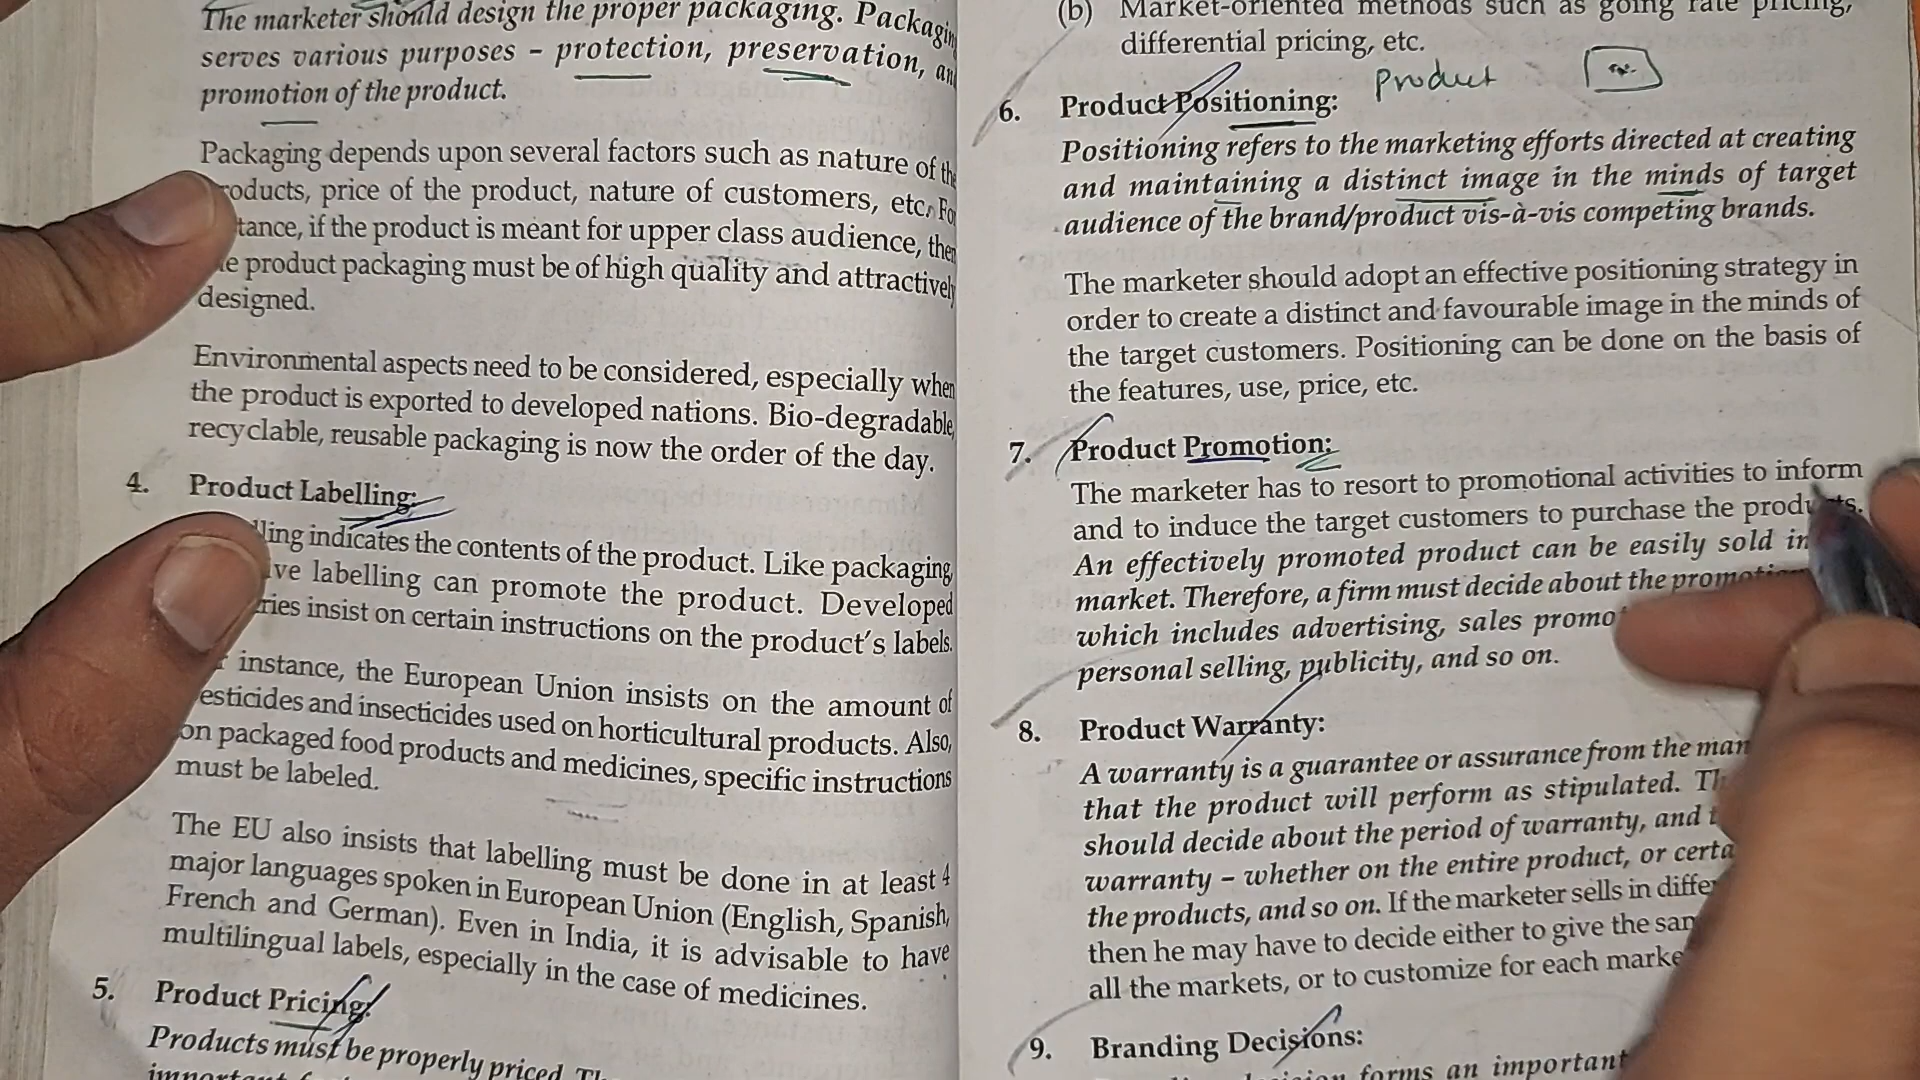 The marketer should design the proper packaging. Packagin
serves various purposes – protection, preservation, an
promotion of the product.
Packaging depends upon several factors such as nature of the
roducts, price of the product, nature of customers, etc. Fo
tance, if the product is meant for upper class audience, then
e product packaging must be of high quality and attractively
designed.
Environmental aspects need to be considered, especially when
the product is exported to developed nations. Bio-degradable,
recyclable, reusable packaging is now the order of the day.
4. Product Labelling:
lling indicates the contents of the product. Like packaging,
ive labelling can promote the product. Developed
ries insist on certain instructions on the product's labels.
instance, the European Union insists on the amount of
esticides and insecticides used on horticultural products. Also,
on packaged food products and medicines, specific instructions
must be labeled.
The EU also insists that labelling must be done in at least 4
major languages spoken in European Union (English, Spanish,
French and German). Even in India, it is advisable to have
multilingual labels, especially in the case of medicines.
5. Product Pricing:
Products must be properly priced.
(b) Market-oriented methods such as going rate pricing,
differential pricing, etc.
Product
6. Product Positioning:
Positioning refers to the marketing efforts directed at creating
and maintaining a distinct image in the minds of target
audience of the brand/product vis-à-vis competing brands.
The marketer should adopt an effective positioning strategy in
order to create a distinct and favourable image in the minds of
the target customers. Positioning can be done on the basis of
the features, use, price, etc.
7. Product Promotion:
The marketer has to resort to promotional activities to inform
and to induce the target customers to purchase the products.
An effectively promoted product can be easily sold in
market. Therefore, a firm must decide about the promotion
which includes advertising, sales promo
personal selling, publicity, and so on.
8. Product Warranty:
A warranty is a guarantee or assurance from the man
that the product will perform as stipulated. Th
should decide about the period of warranty, and t
warranty – whether on the entire product, or certa
the products, and so on. If the marketer sells in differ
then he may have to decide either to give the sam
all the markets, or to customize for each marke
9. Branding Decisions:
forms an important